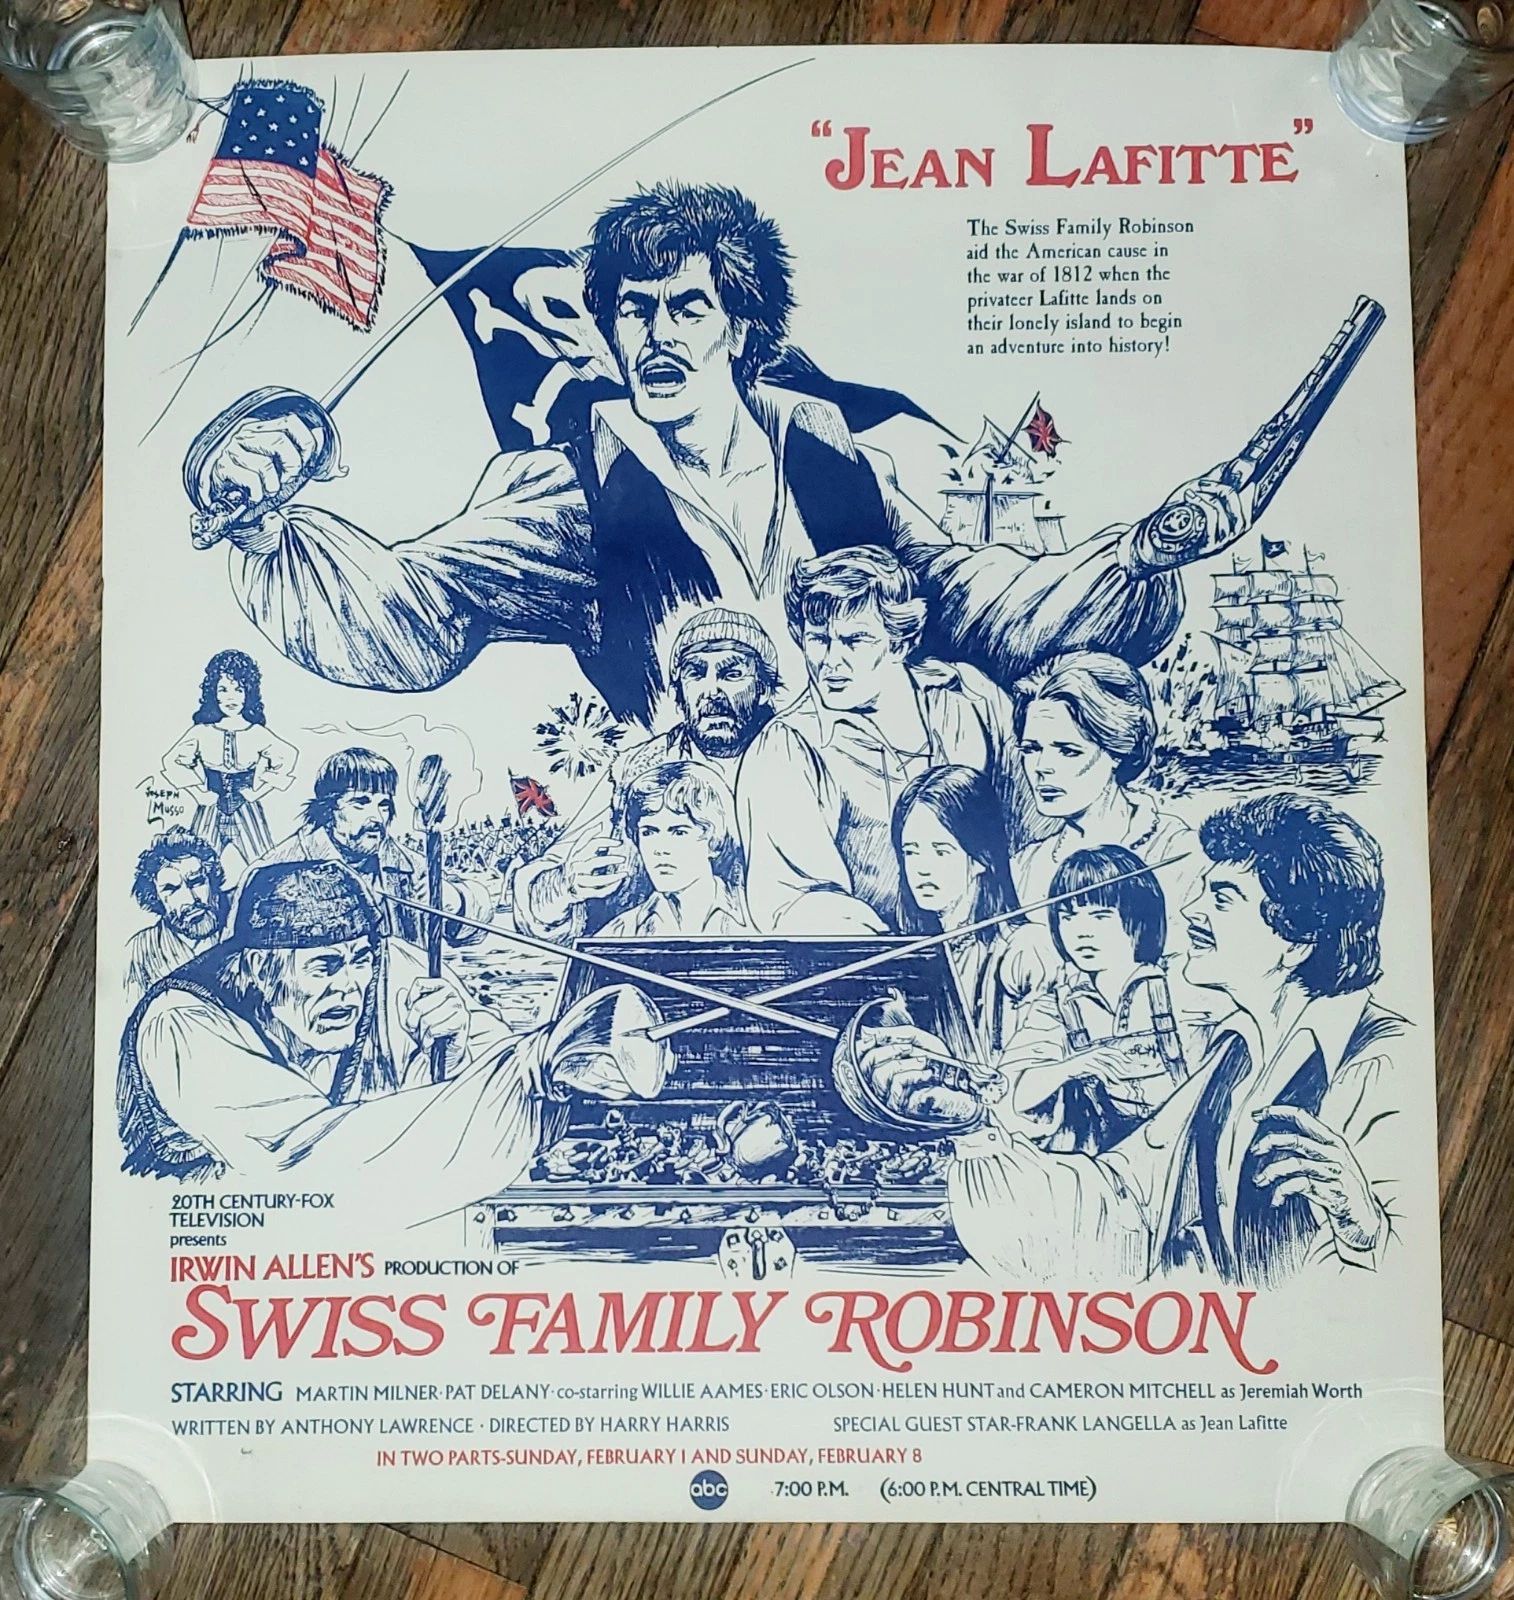 "JEAN LAFITTE"
The Swiss Family Robinson
aid the American cause in
the war of 1812 when the
privateer Lafitte lands on
their lonely island to begin
an adventure into history!
JOSEPH
MUSSO
20TH CENTURY-FOX
TELEVISION
presents
IRWIN ALLEN'S PRODUCTION OF
SWISS FAMILY ROBINSON
STARRING MARTIN MILNER·PAT DELANY·co-starring WILLIE AAMES·ERIC OLSON·HELEN HUNT and CAMERON MITCHELL as Jeremiah Worth
WRITTEN BY ANTHONY LAWRENCE · DIRECTED BY HARRY HARRIS SPECIAL GUEST STAR-FRANK LANGELLA as Jean Lafitte
IN TWO PARTS-SUNDAY, FEBRUARY 1 AND SUNDAY, FEBRUARY 8
abc 7:00 P.M. (6:00 P.M. CENTRAL TIME)